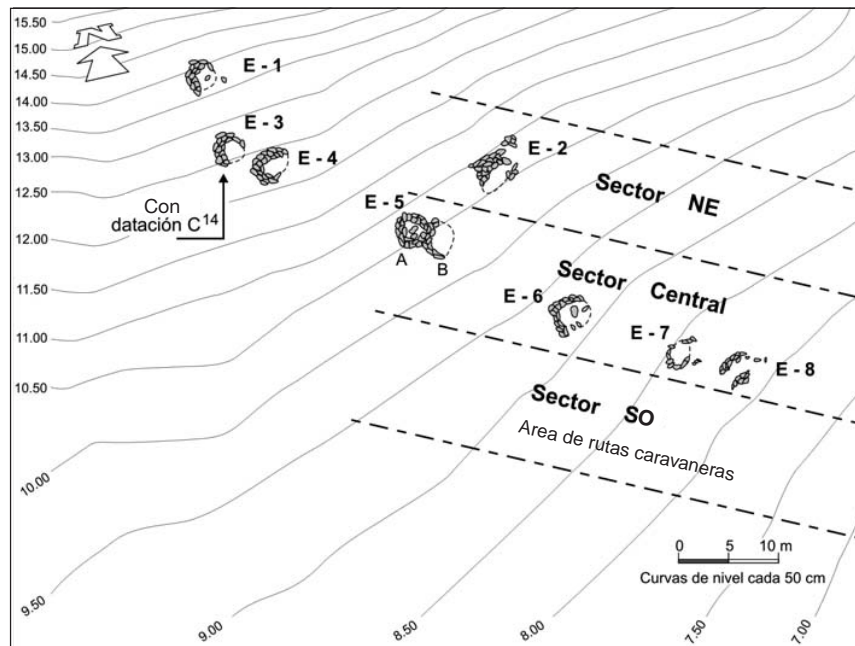 15.50
15.00
14.50
14.00
13.50
13.00
12.50
12.00
11.50
11.00
10.50
10.00
9.50
9.00
8.50
8.00
7.50
7.00
N
E - 1
E - 3
E - 4
E - 2
Con
datación C14
E - 5
A
B
Sector NE
E - 6
Sector Central
E - 7
E - 8
Sector SO
Area de rutas caravaneras
0 5 10 m
Curvas de nivel cada 50 cm